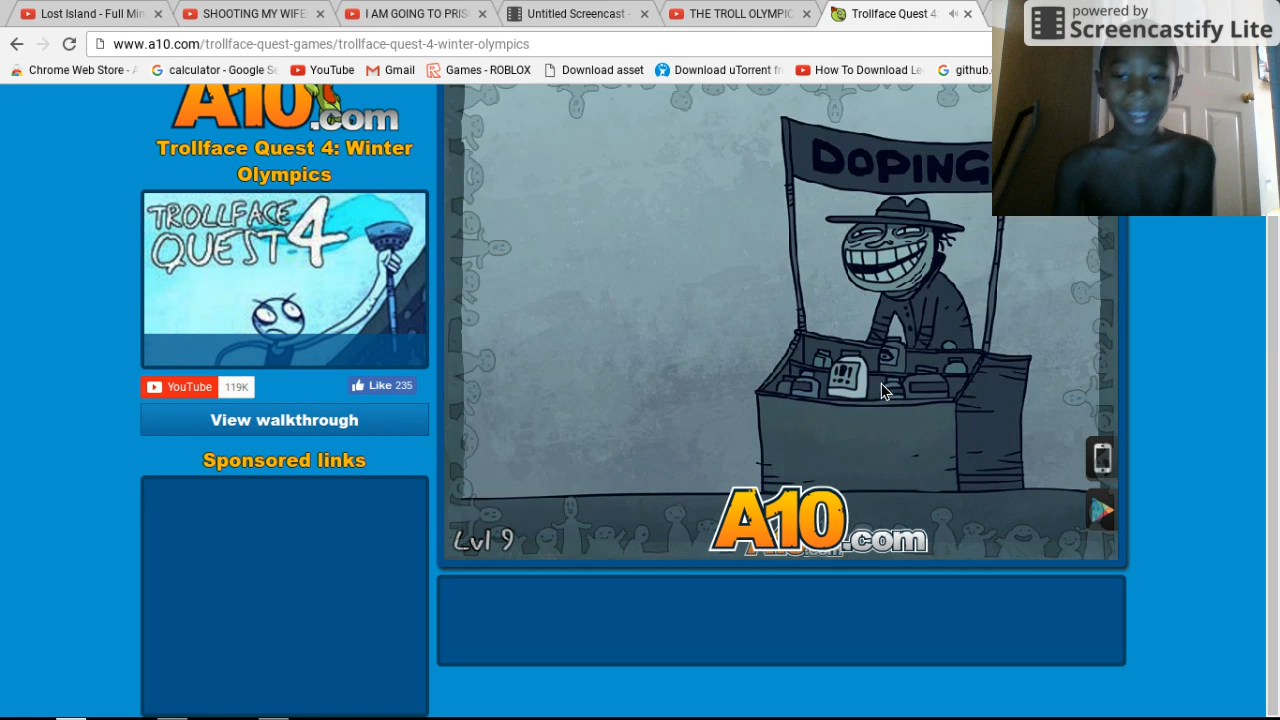 Lost Island - Full Min
SHOOTING MY WIFE
I AM GOING TO PRIS
Untitled Screencast -
THE TROLL OLYMPIC
Trollface Quest 4:
powered by
Screencastify Lite
www.a10.com/trollface-quest-games/trollface-quest-4-winter-olympics
Chrome Web Store - A
calculator - Google Se
YouTube
Gmail
Games - ROBLOX
Download asset
Download uTorrent fr
How To Download Le
github.
A10.com
Trollface Quest 4: Winter
Olympics
TROLLFACE
QUEST 4
YouTube 119K
Like 235
View walkthrough
Sponsored links
DOPING
!?!
Lvl 9
A10.com